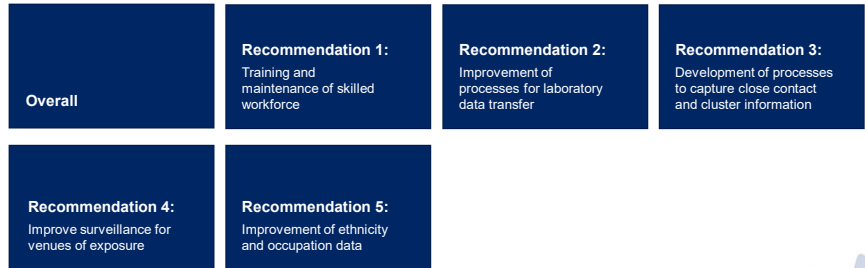 Overall
Recommendation 1:
Training and
maintenance of skilled
workforce
Recommendation 2:
Improvement of
processes for laboratory
data transfer
Recommendation 3:
Development of processes
to capture close contact
and cluster information
Recommendation 4:
Improve surveillance for
venues of exposure
Recommendation 5:
Improvement of ethnicity
and occupation data